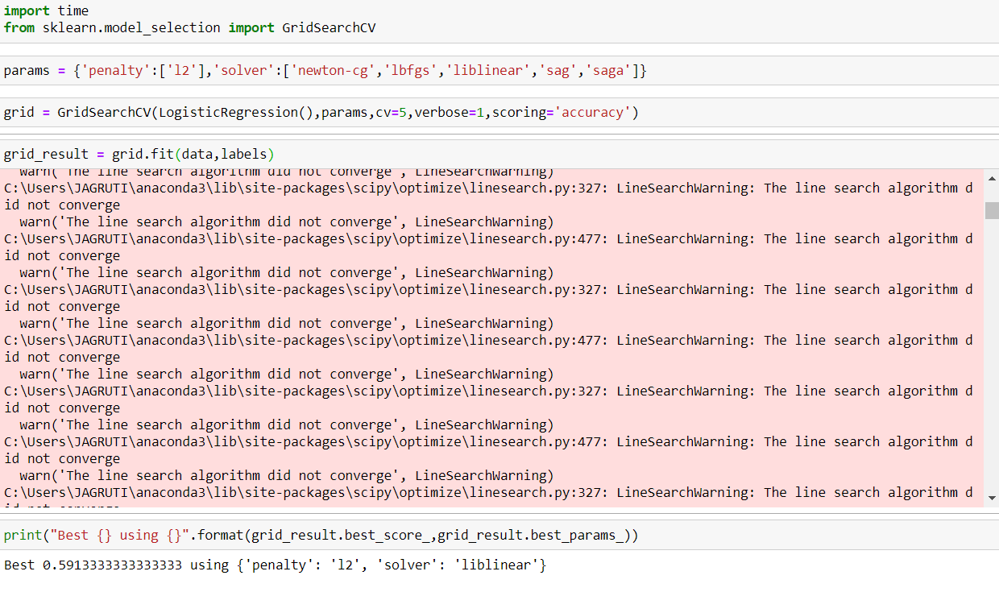 import time
from sklearn.model_selection import GridSearchCV
params = {'penalty':['l2'],'solver':['newton-cg','lbfgs','liblinear','sag','saga']}
grid = GridSearchCV(LogisticRegression(),params,cv=5,verbose=1,scoring='accuracy')
grid_result = grid.fit(data,labels)
warn('The line search algorithm did not converge', LineSearchWarning)
C:\Users\JAGRUTI\anaconda3\lib\site-packages\scipy\optimize\linesearch.py:327: LineSearchWarning: The line search algorithm d
id not converge
warn('The line search algorithm did not converge', LineSearchWarning)
C:\Users\JAGRUTI\anaconda3\lib\site-packages\scipy\optimize\linesearch.py:477: LineSearchWarning: The line search algorithm d
id not converge
warn('The line search algorithm did not converge', LineSearchWarning)
C:\Users\JAGRUTI\anaconda3\lib\site-packages\scipy\optimize\linesearch.py:327: LineSearchWarning: The line search algorithm d
id not converge
warn('The line search algorithm did not converge', LineSearchWarning)
C:\Users\JAGRUTI\anaconda3\lib\site-packages\scipy\optimize\linesearch.py:477: LineSearchWarning: The line search algorithm d
id not converge
warn('The line search algorithm did not converge', LineSearchWarning)
C:\Users\JAGRUTI\anaconda3\lib\site-packages\scipy\optimize\linesearch.py:327: LineSearchWarning: The line search algorithm d
id not converge
warn('The line search algorithm did not converge', LineSearchWarning)
C:\Users\JAGRUTI\anaconda3\lib\site-packages\scipy\optimize\linesearch.py:477: LineSearchWarning: The line search algorithm d
id not converge
warn('The line search algorithm did not converge', LineSearchWarning)
C:\Users\JAGRUTI\anaconda3\lib\site-packages\scipy\optimize\linesearch.py:327: LineSearchWarning: The line search algorithm d
print("Best {} using {}".format(grid_result.best_score_,grid_result.best_params_))
Best 0.5913333333333333 using {'penalty': 'l2', 'solver': 'liblinear'}